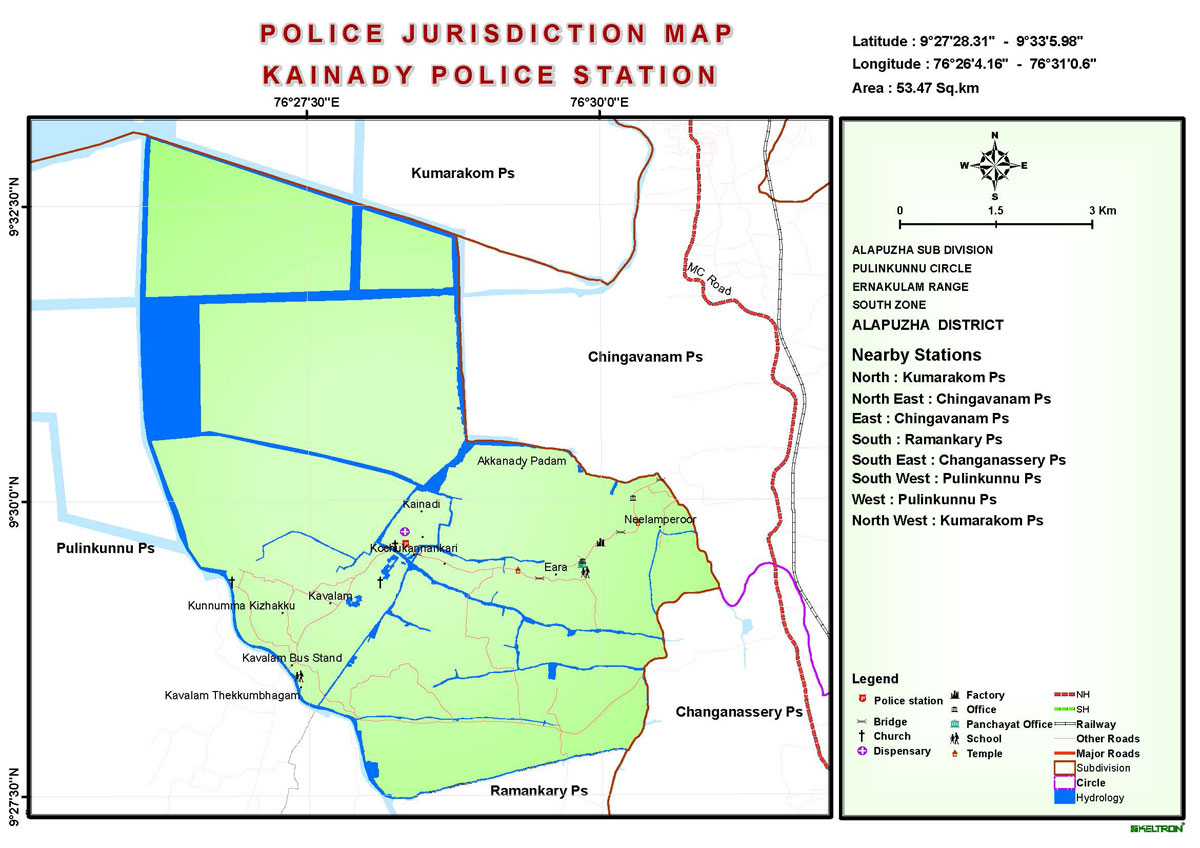 POLICE JURISDICTION MAP
KAINADY POLICE STATION
Latitude : 9°27'28.31" - 9°33'5.98"
Longitude : 76°26'4.16" - 76°31'0.6"
Area : 53.47 Sq.km
76°27'30"E
76°30'0"E
9°32'30"N
9°30'0"N
9°27'30"N
Kumarakom Ps
MC Road
Chingavanam Ps
Akkanady Padam
Kainadi
Neelamperoor
Pulinkunnu Ps
Kochukannankari
Eara
Kavalam
Kunnumma Kizhakku
Kavalam Bus Stand
Kavalam Thekkumbhagam
Changanassery Ps
Ramankary Ps
N
W
E
S
0
1.5
3 Km
ALAPUZHA SUB DIVISION
PULINKUNNU CIRCLE
ERNAKULAM RANGE
SOUTH ZONE
ALAPUZHA DISTRICT
Nearby Stations
North : Kumarakom Ps
North East : Chingavanam Ps
East : Chingavanam Ps
South : Ramankary Ps
South East : Changanassery Ps
South West : Pulinkunnu Ps
West : Pulinkunnu Ps
North West : Kumarakom Ps
Legend
Police station
Bridge
Church
Dispensary
Factory
Office
Panchayat Office
School
Temple
NH
SH
Railway
Other Roads
Major Roads
Subdivision
Circle
Hydrology
KELTRON